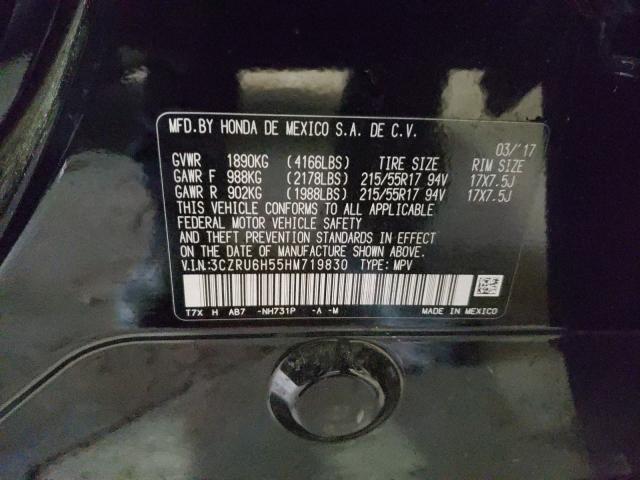 MFD.BY HONDA DE MEXICO S.A. DE C.V.
03/'17
GVWR 1890KG (4166LBS) TIRE SIZE RIM SIZE
GAWR F 988KG (2178LBS) 215/55R17 94V 17X7.5J
GAWR R 902KG (1988LBS) 215/55R17 94V 17X7.5J
THIS VEHICLE CONFORMS TO ALL APPLICABLE
FEDERAL MOTOR VEHICLE SAFETY
AND THEFT PREVENTION STANDARDS IN EFFECT
ON THE DATE OF MANUFACTURE SHOWN ABOVE.
V.I.N:3CZRU6H55HM719830 TYPE: MPV
T7X H AB7 -NH731P -A -M MADE IN MEXICO